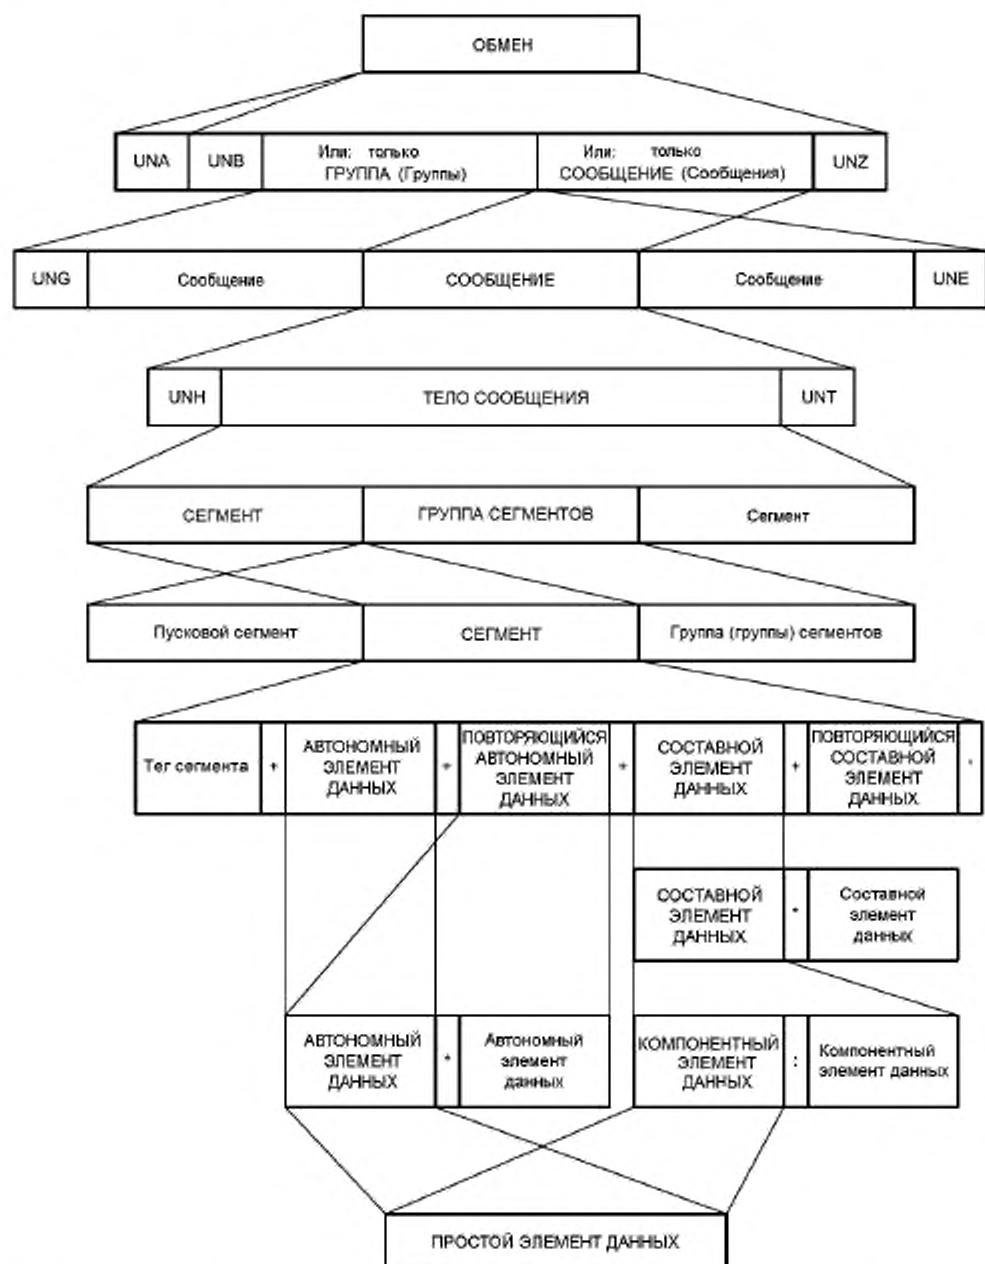 ОБМЕН
UNA UNB Или: только ГРУППА (Группы) Или: только СООБЩЕНИЕ (Сообщения) UNZ
UNG Сообщение СООБЩЕНИЕ Сообщение UNE
UNH ТЕЛО СООБЩЕНИЯ UNT
СЕГМЕНТ ГРУППА СЕГМЕНТОВ Сегмент
Пусковой сегмент СЕГМЕНТ Группа (группы) сегментов
Тег сегмента + АВТОНОМНЫЙ ЭЛЕМЕНТ ДАННЫХ + ПОВТОРЯЮЩИЙСЯ АВТОНОМНЫЙ ЭЛЕМЕНТ ДАННЫХ + СОСТАВНОЙ ЭЛЕМЕНТ ДАННЫХ + ПОВТОРЯЮЩИЙСЯ СОСТАВНОЙ ЭЛЕМЕНТ ДАННЫХ
СОСТАВНОЙ ЭЛЕМЕНТ ДАННЫХ * Составной элемент данных
АВТОНОМНЫЙ ЭЛЕМЕНТ ДАННЫХ * Автономный элемент данных КОМПОНЕНТНЫЙ ЭЛЕМЕНТ ДАННЫХ : Компонентный элемент данных
ПРОСТОЙ ЭЛЕМЕНТ ДАННЫХ